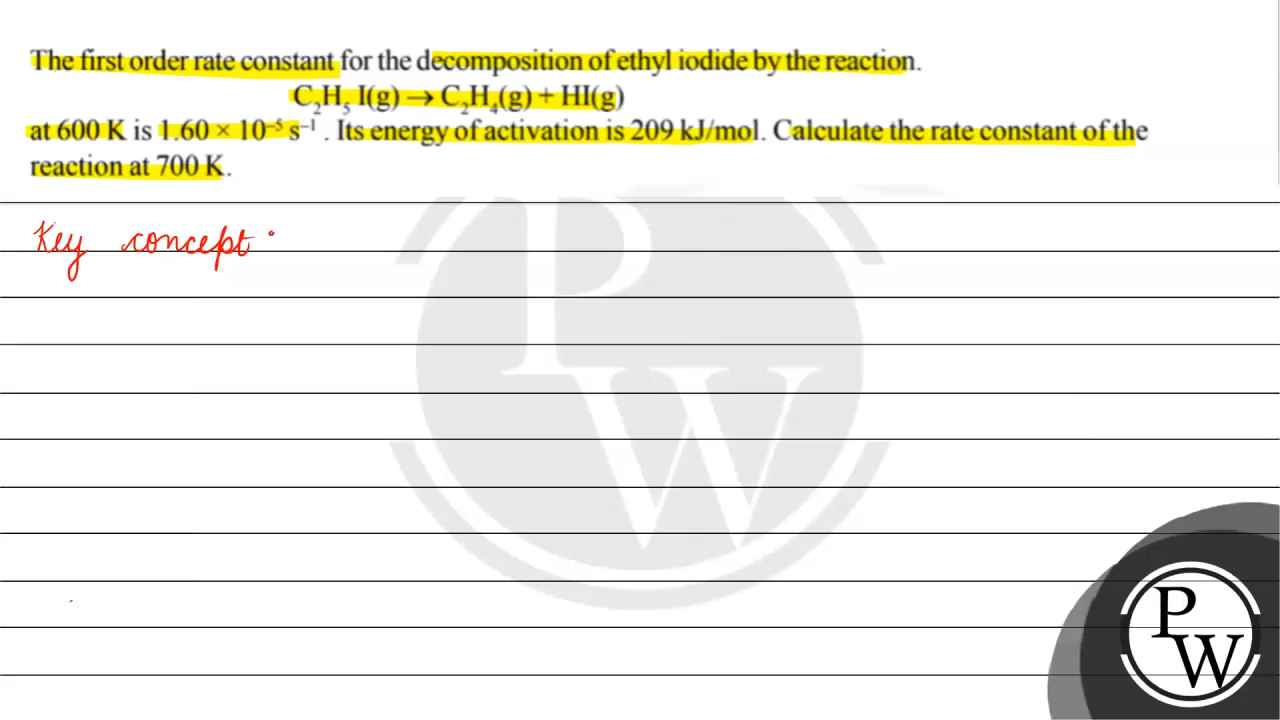 The first order rate constant for the decomposition of ethyl iodide by the reaction.
C₂H₅ I(g) → C₂H₄(g) + HI(g)
at 600 K is 1.60 × 10⁻⁵ s⁻¹ . Its energy of activation is 209 kJ/mol. Calculate the rate constant of the
reaction at 700 K.
Key concept :
P
W
P
W